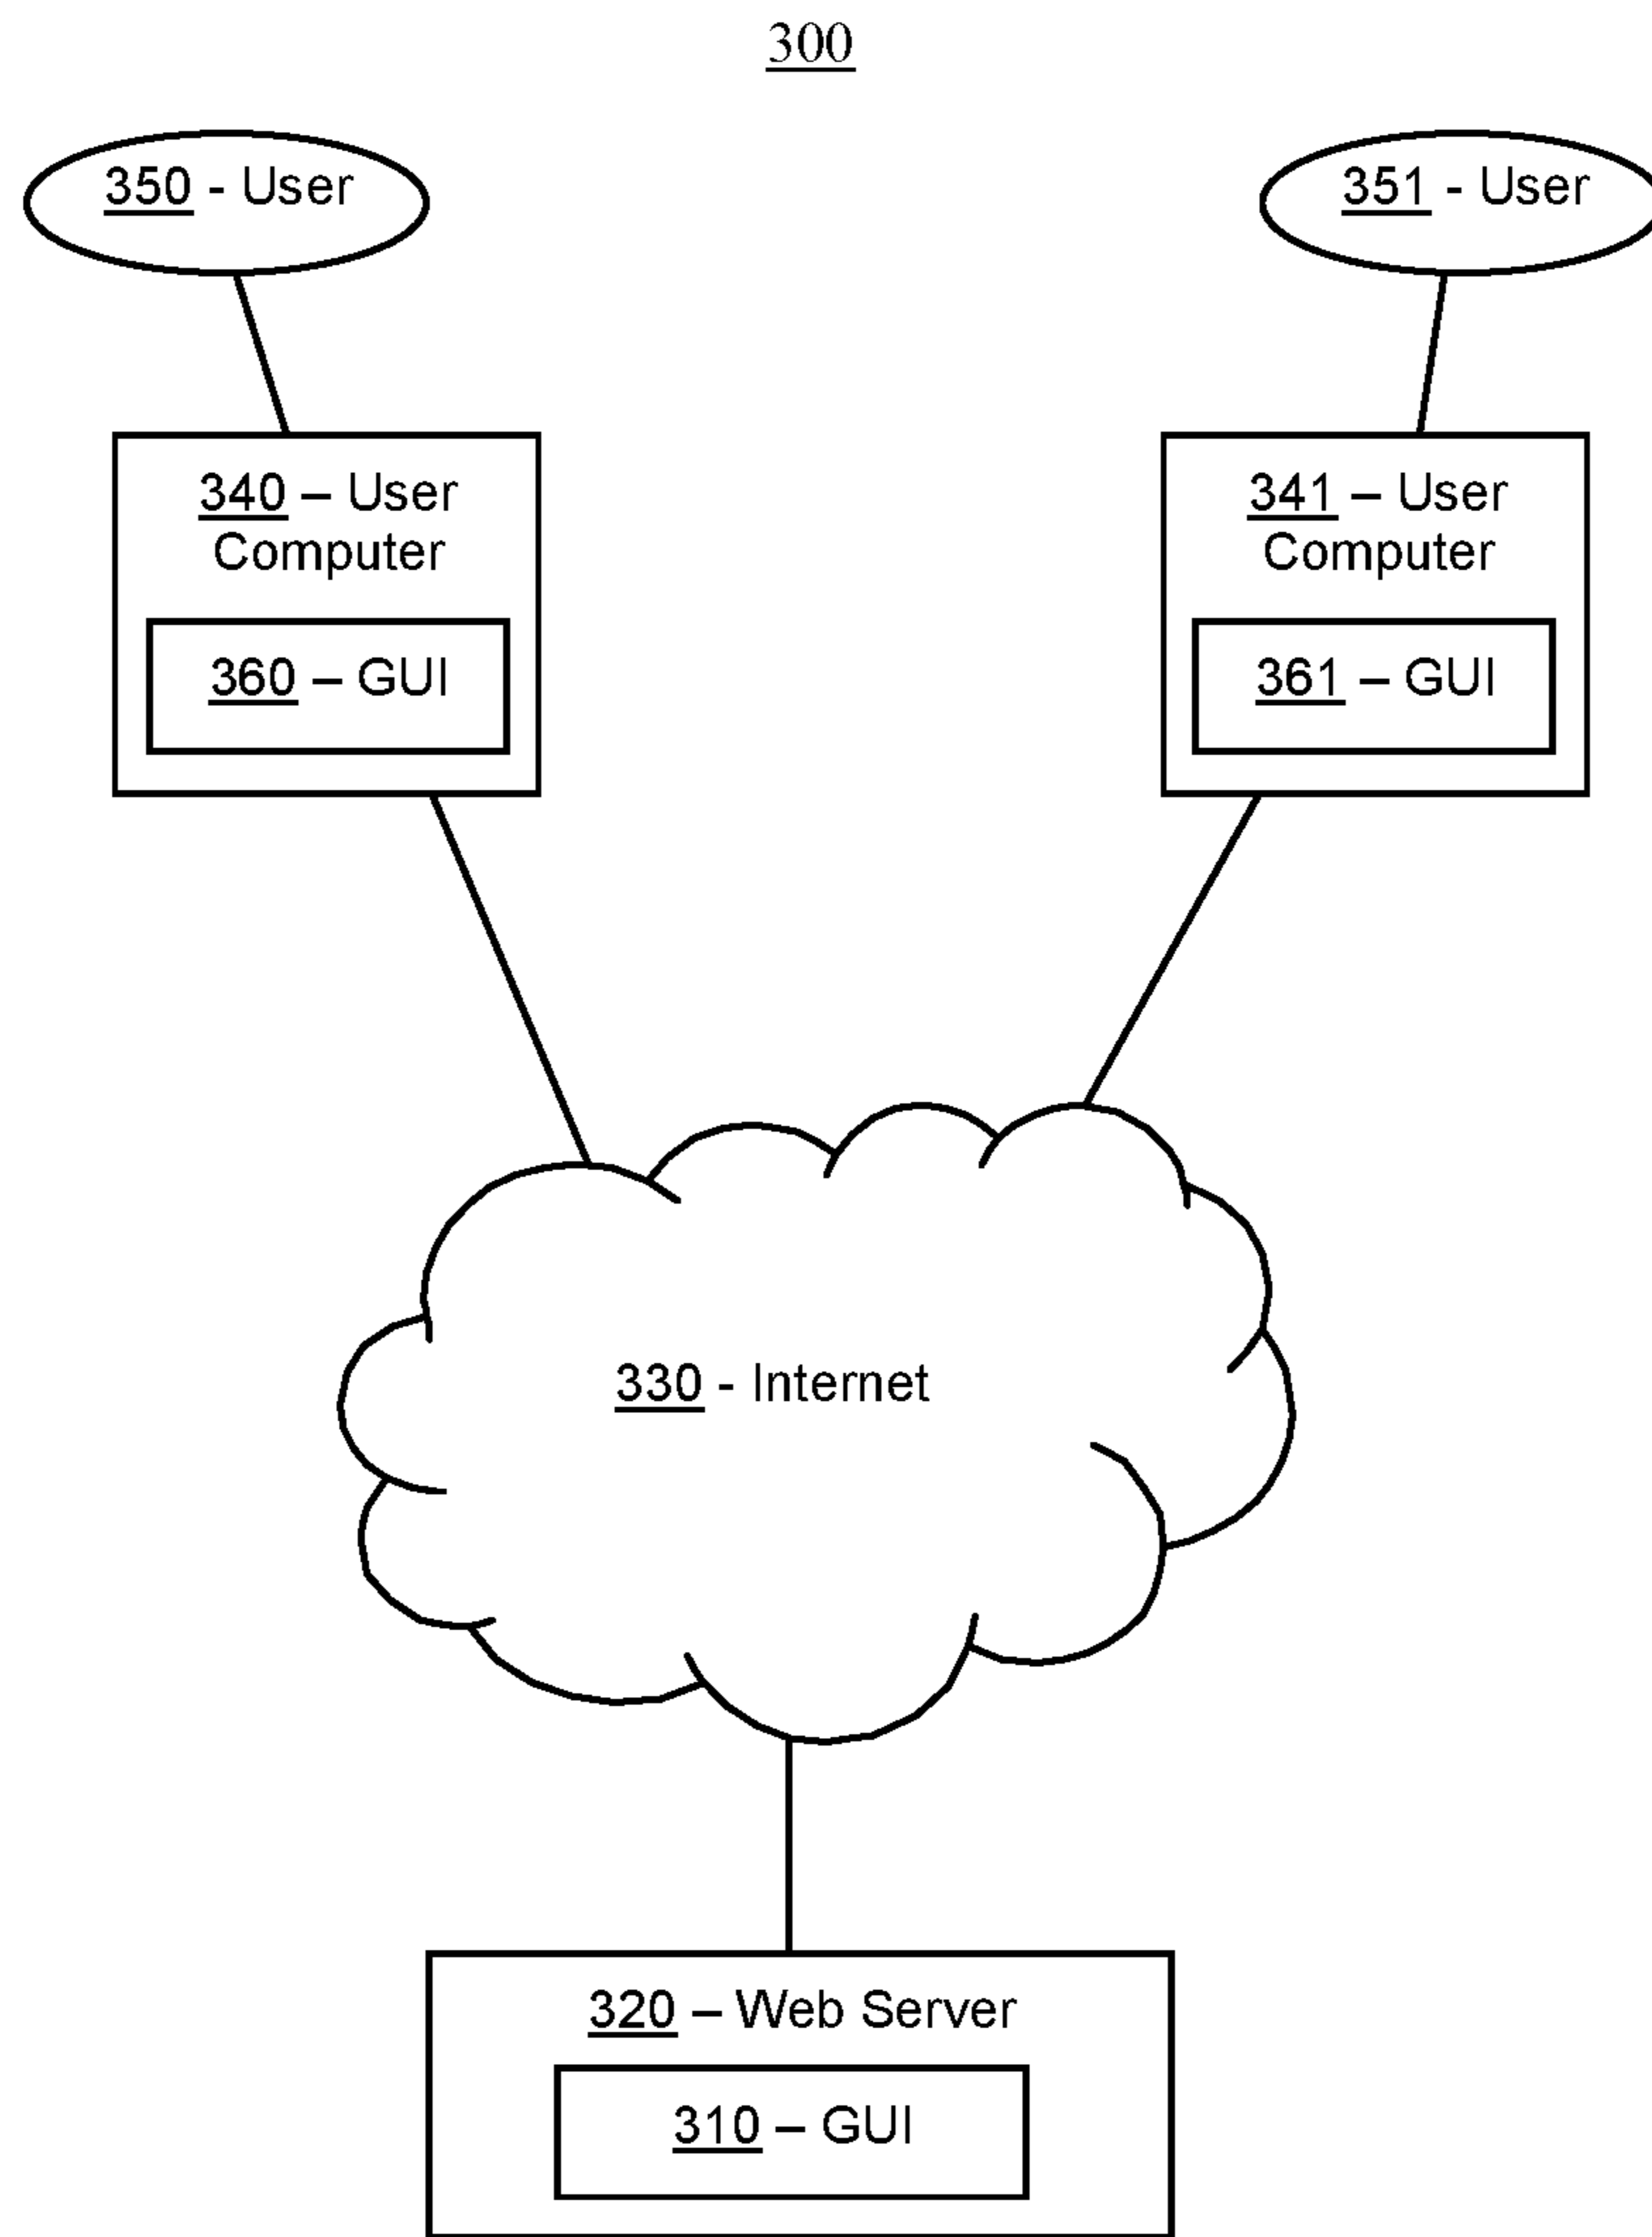 300
350 - User
351 - User
340 – User
Computer
360 – GUI
341 – User
Computer
361 – GUI
330 - Internet
320 – Web Server
310 – GUI